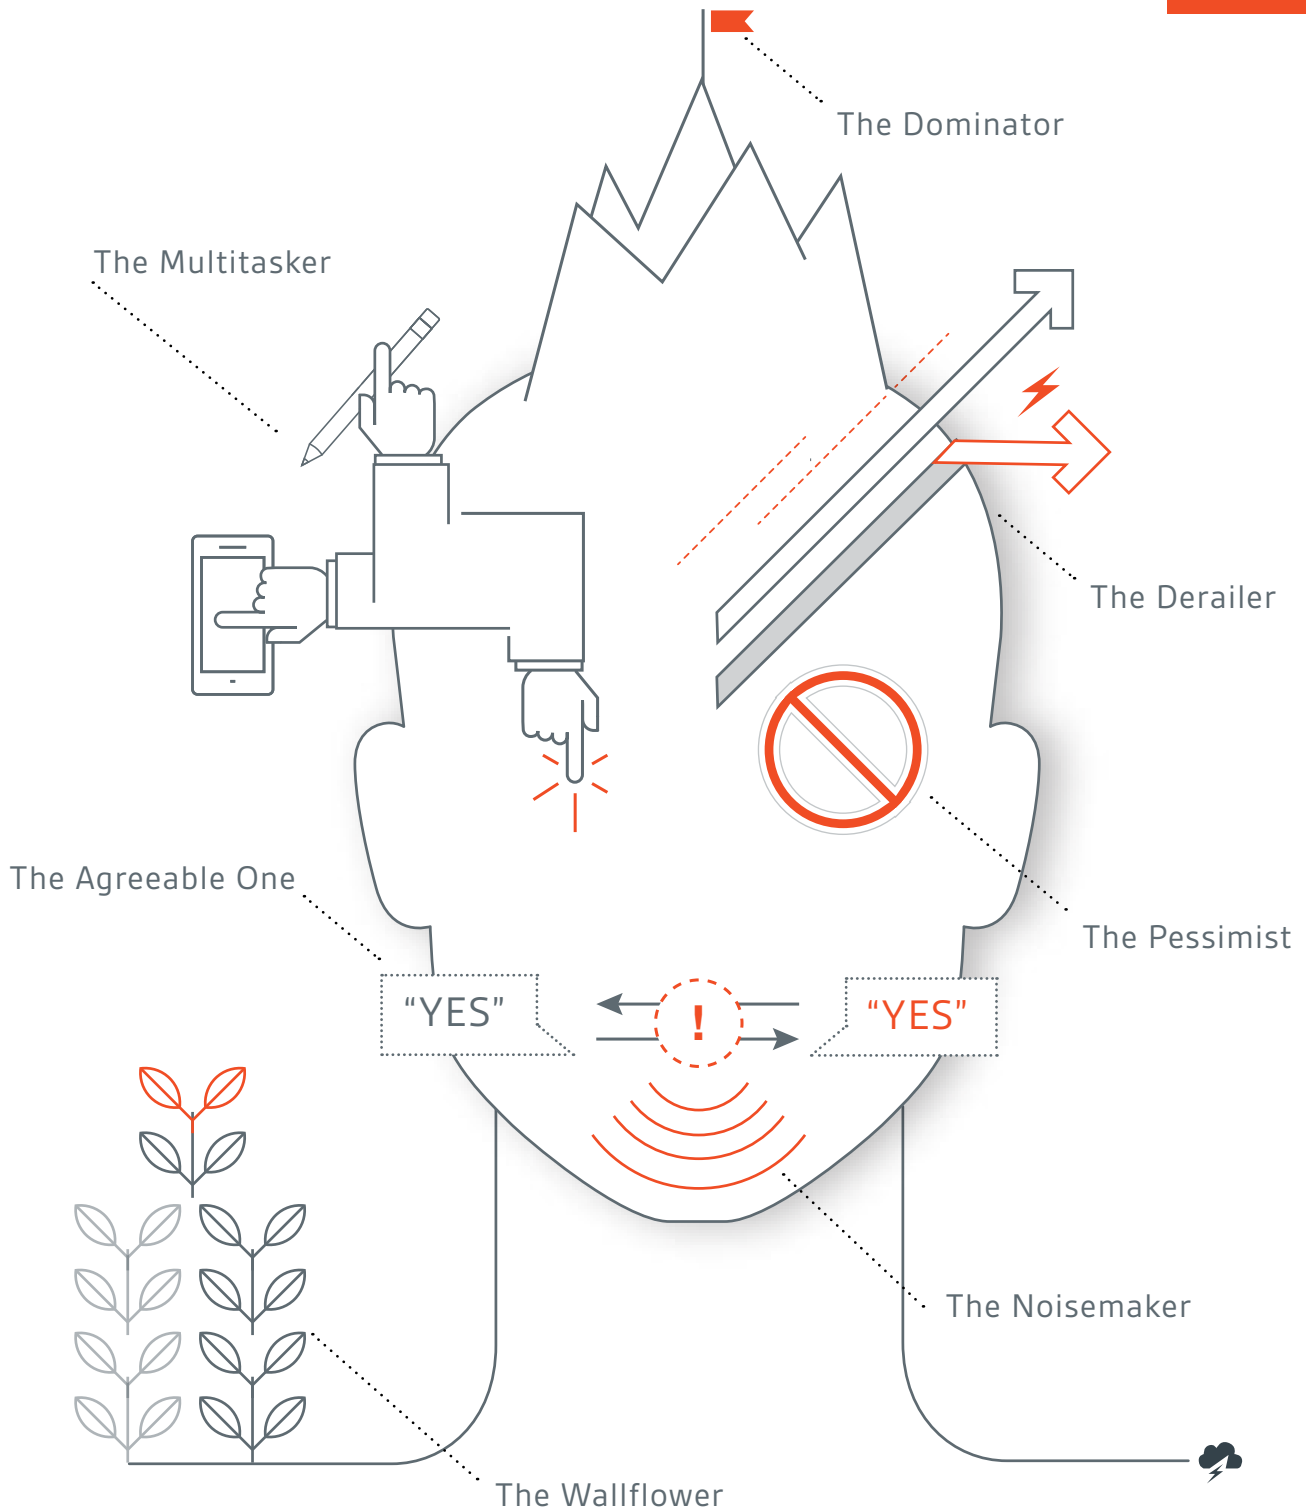 The Dominator
The Multitasker
The Derailer
The Agreeable One
The Pessimist
“YES”
!
“YES”
The Noisemaker
The Wallflower